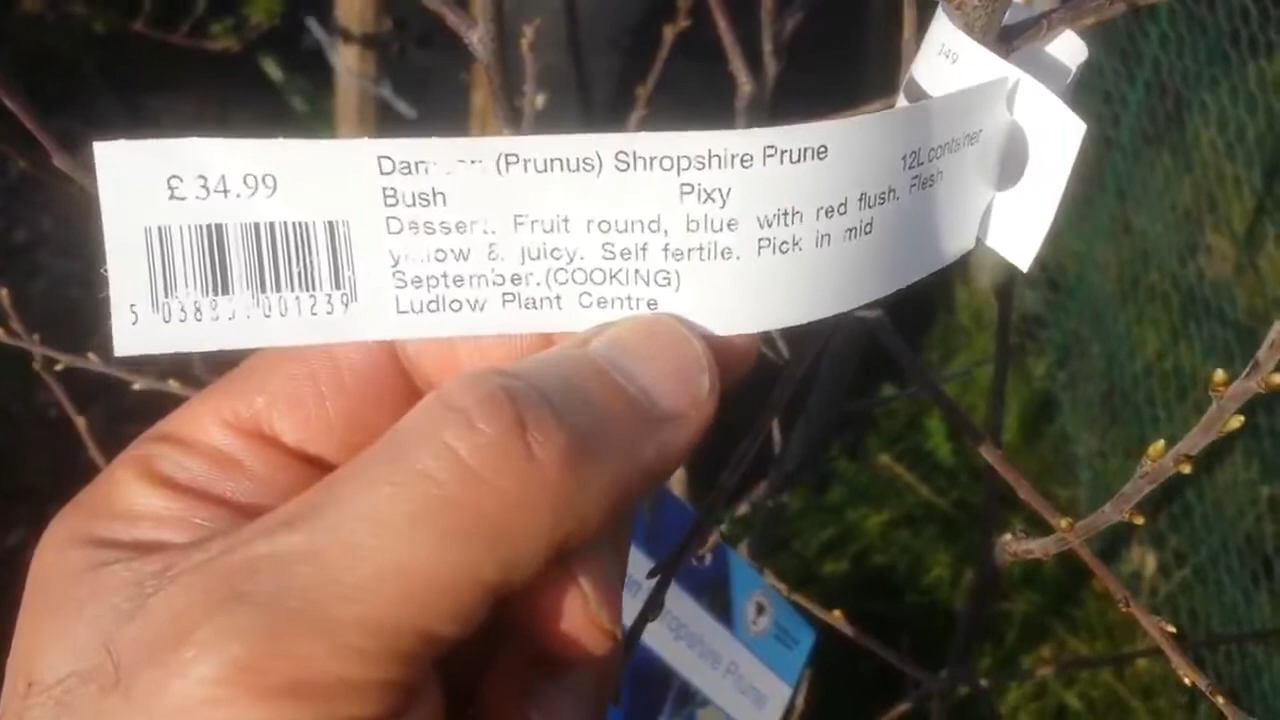 149
£34.99
(Prunus) Shropshire Prune
12L container
Bush Pixy
Dessert. Fruit round, blue with red flush. Flesh
yellow & juicy. Self fertile. Pick in mid
September.(COOKING)
Ludlow Plant Centre
Shropshire Prune